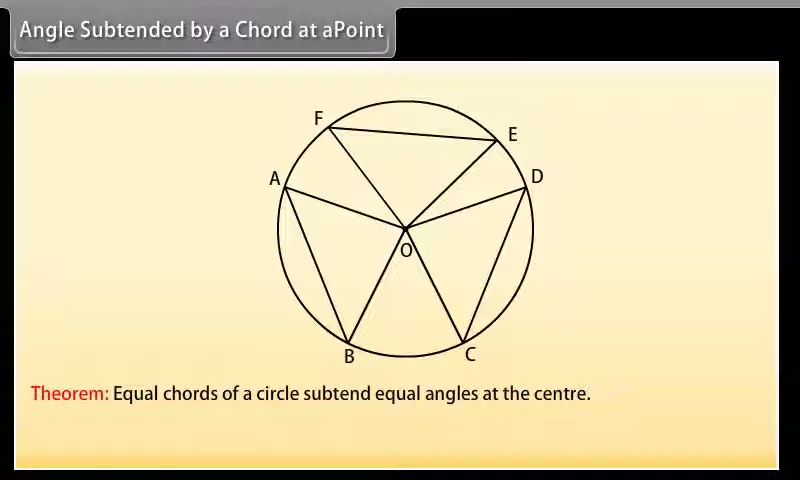 Angle Subtended by a Chord at aPoint
F
E
A
D
O
B
C
Theorem: Equal chords of a circle subtend equal angles at the centre.